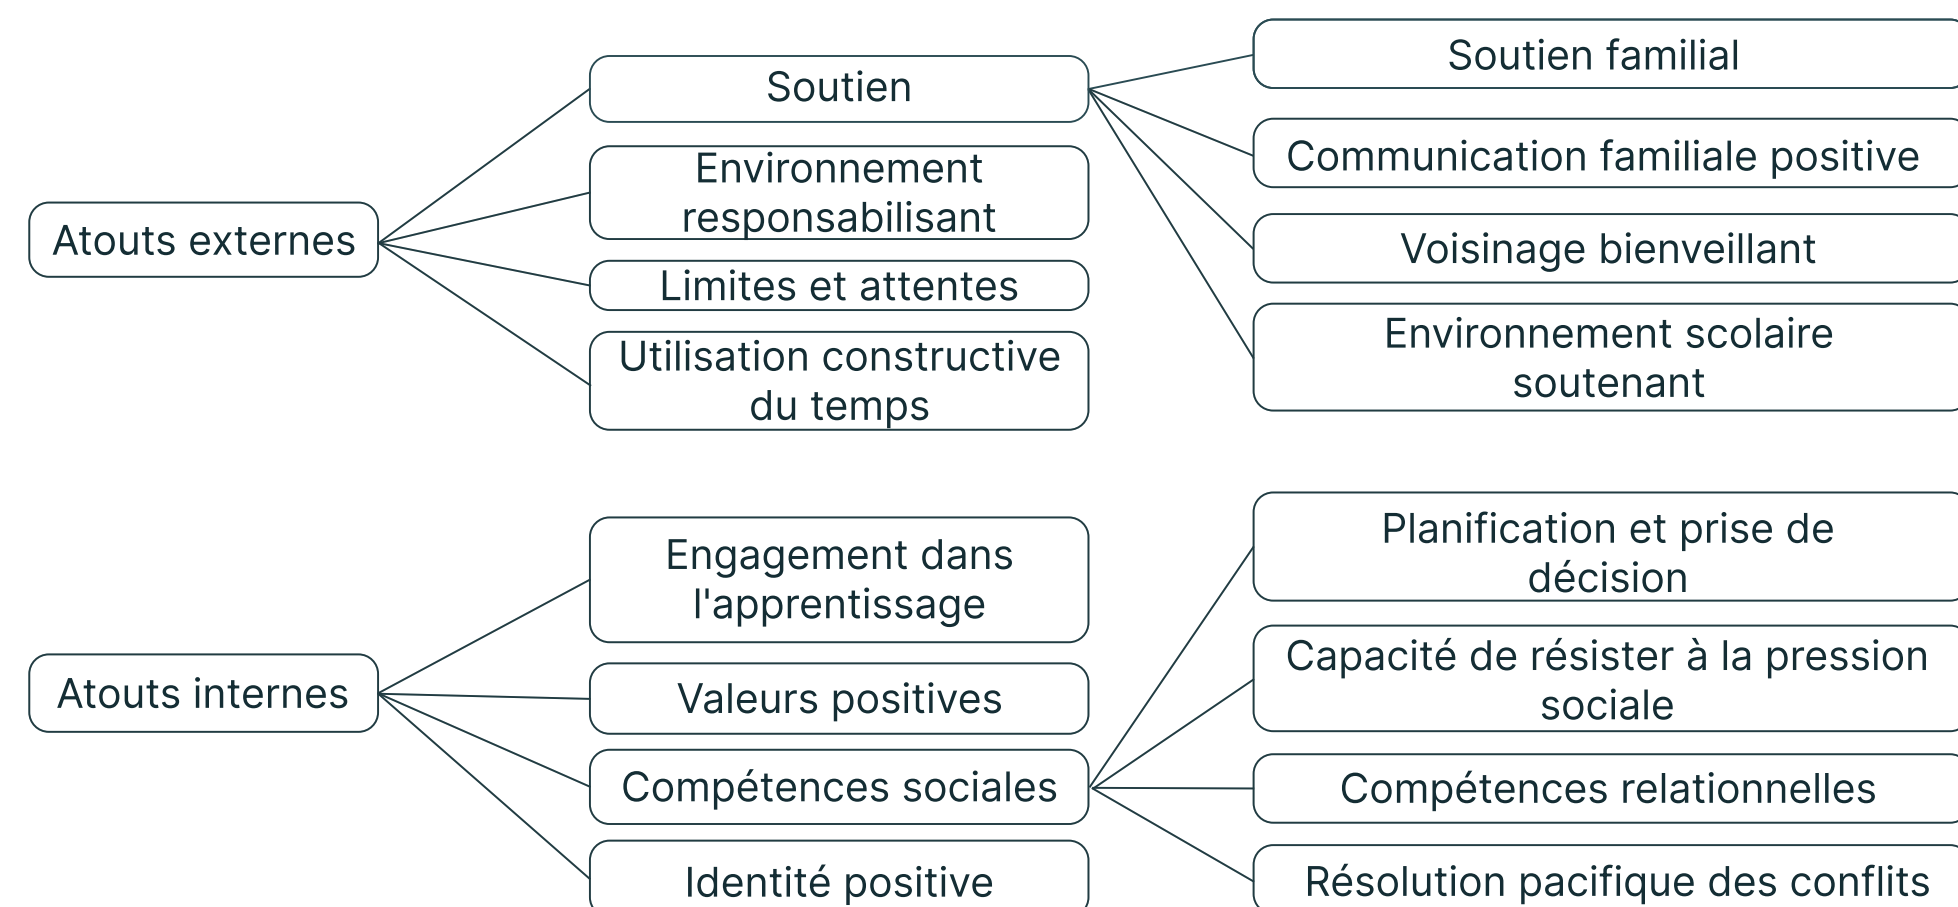 Atouts externes
Soutien
Environnement
responsabilisant
Limites et attentes
Utilisation constructive
du temps
Soutien familial
Communication familiale positive
Voisinage bienveillant
Environnement scolaire
soutenant
Atouts internes
Engagement dans
l'apprentissage
Valeurs positives
Compétences sociales
Identité positive
Planification et prise de
décision
Capacité de résister à la pression
sociale
Compétences relationnelles
Résolution pacifique des conflits